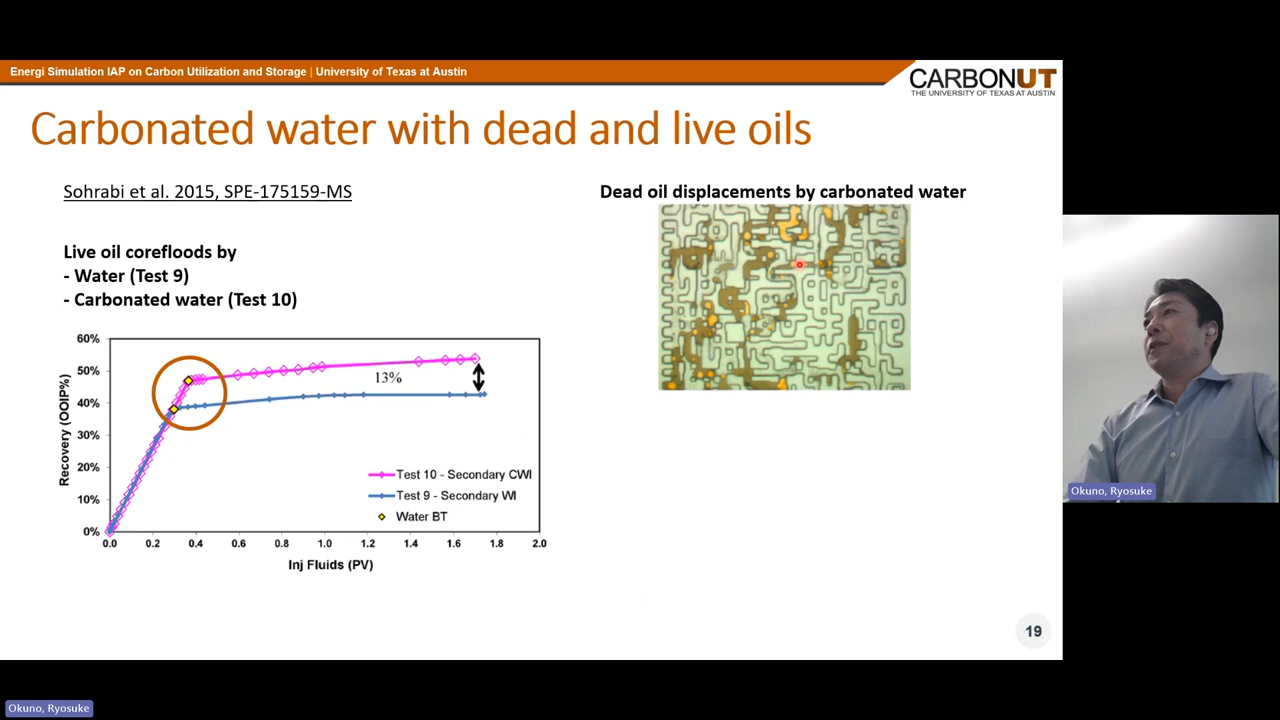 Energi Simulation IAP on Carbon Utilization and Storage | University of Texas at Austin
CARBONUT
THE UNIVERSITY OF TEXAS AT AUSTIN
Carbonated water with dead and live oils
Sohrabi et al. 2015, SPE-175159-MS
Live oil corefloods by
- Water (Test 9)
- Carbonated water (Test 10)
60%
50%
40%
30%
20%
10%
0%
Recovery (OOIP%)
13%
Test 10 - Secondary CWI
Test 9 - Secondary WI
Water BT
0.0 0.2 0.4 0.6 0.8 1.0 1.2 1.4 1.6 1.8 2.0
Inj Fluids (PV)
Dead oil displacements by carbonated water
19
Okuno, Ryosuke
Okuno, Ryosuke